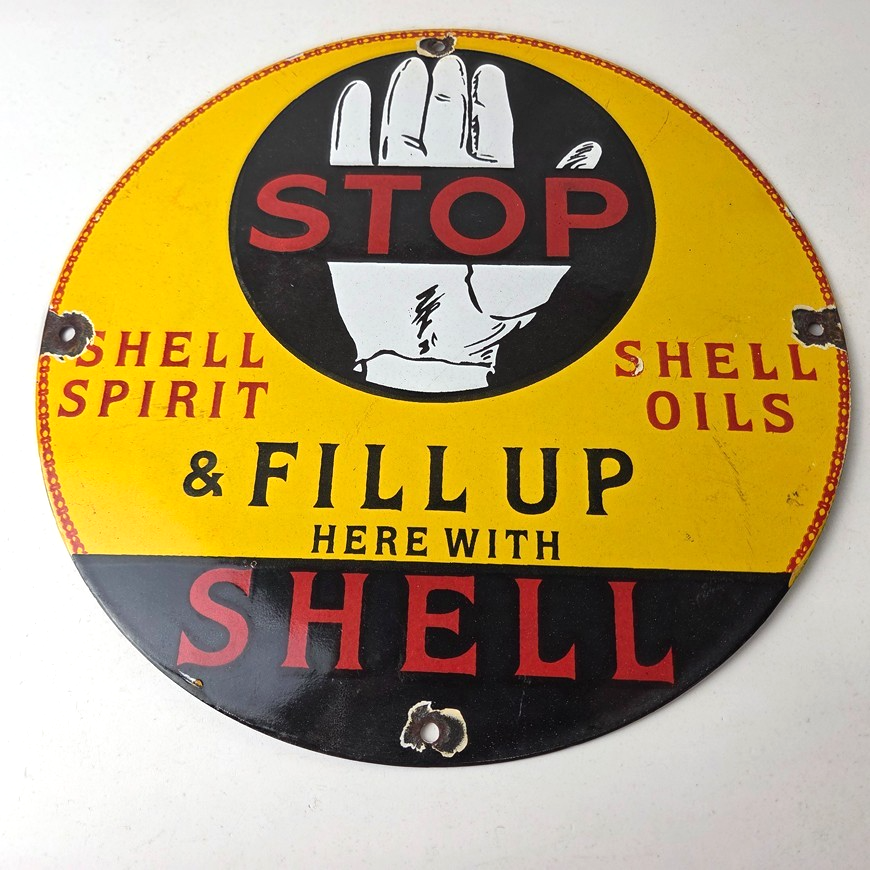 STOP
SHELL
SPIRIT
SHELL
OILS
& FILL UP
HERE WITH
SHELL